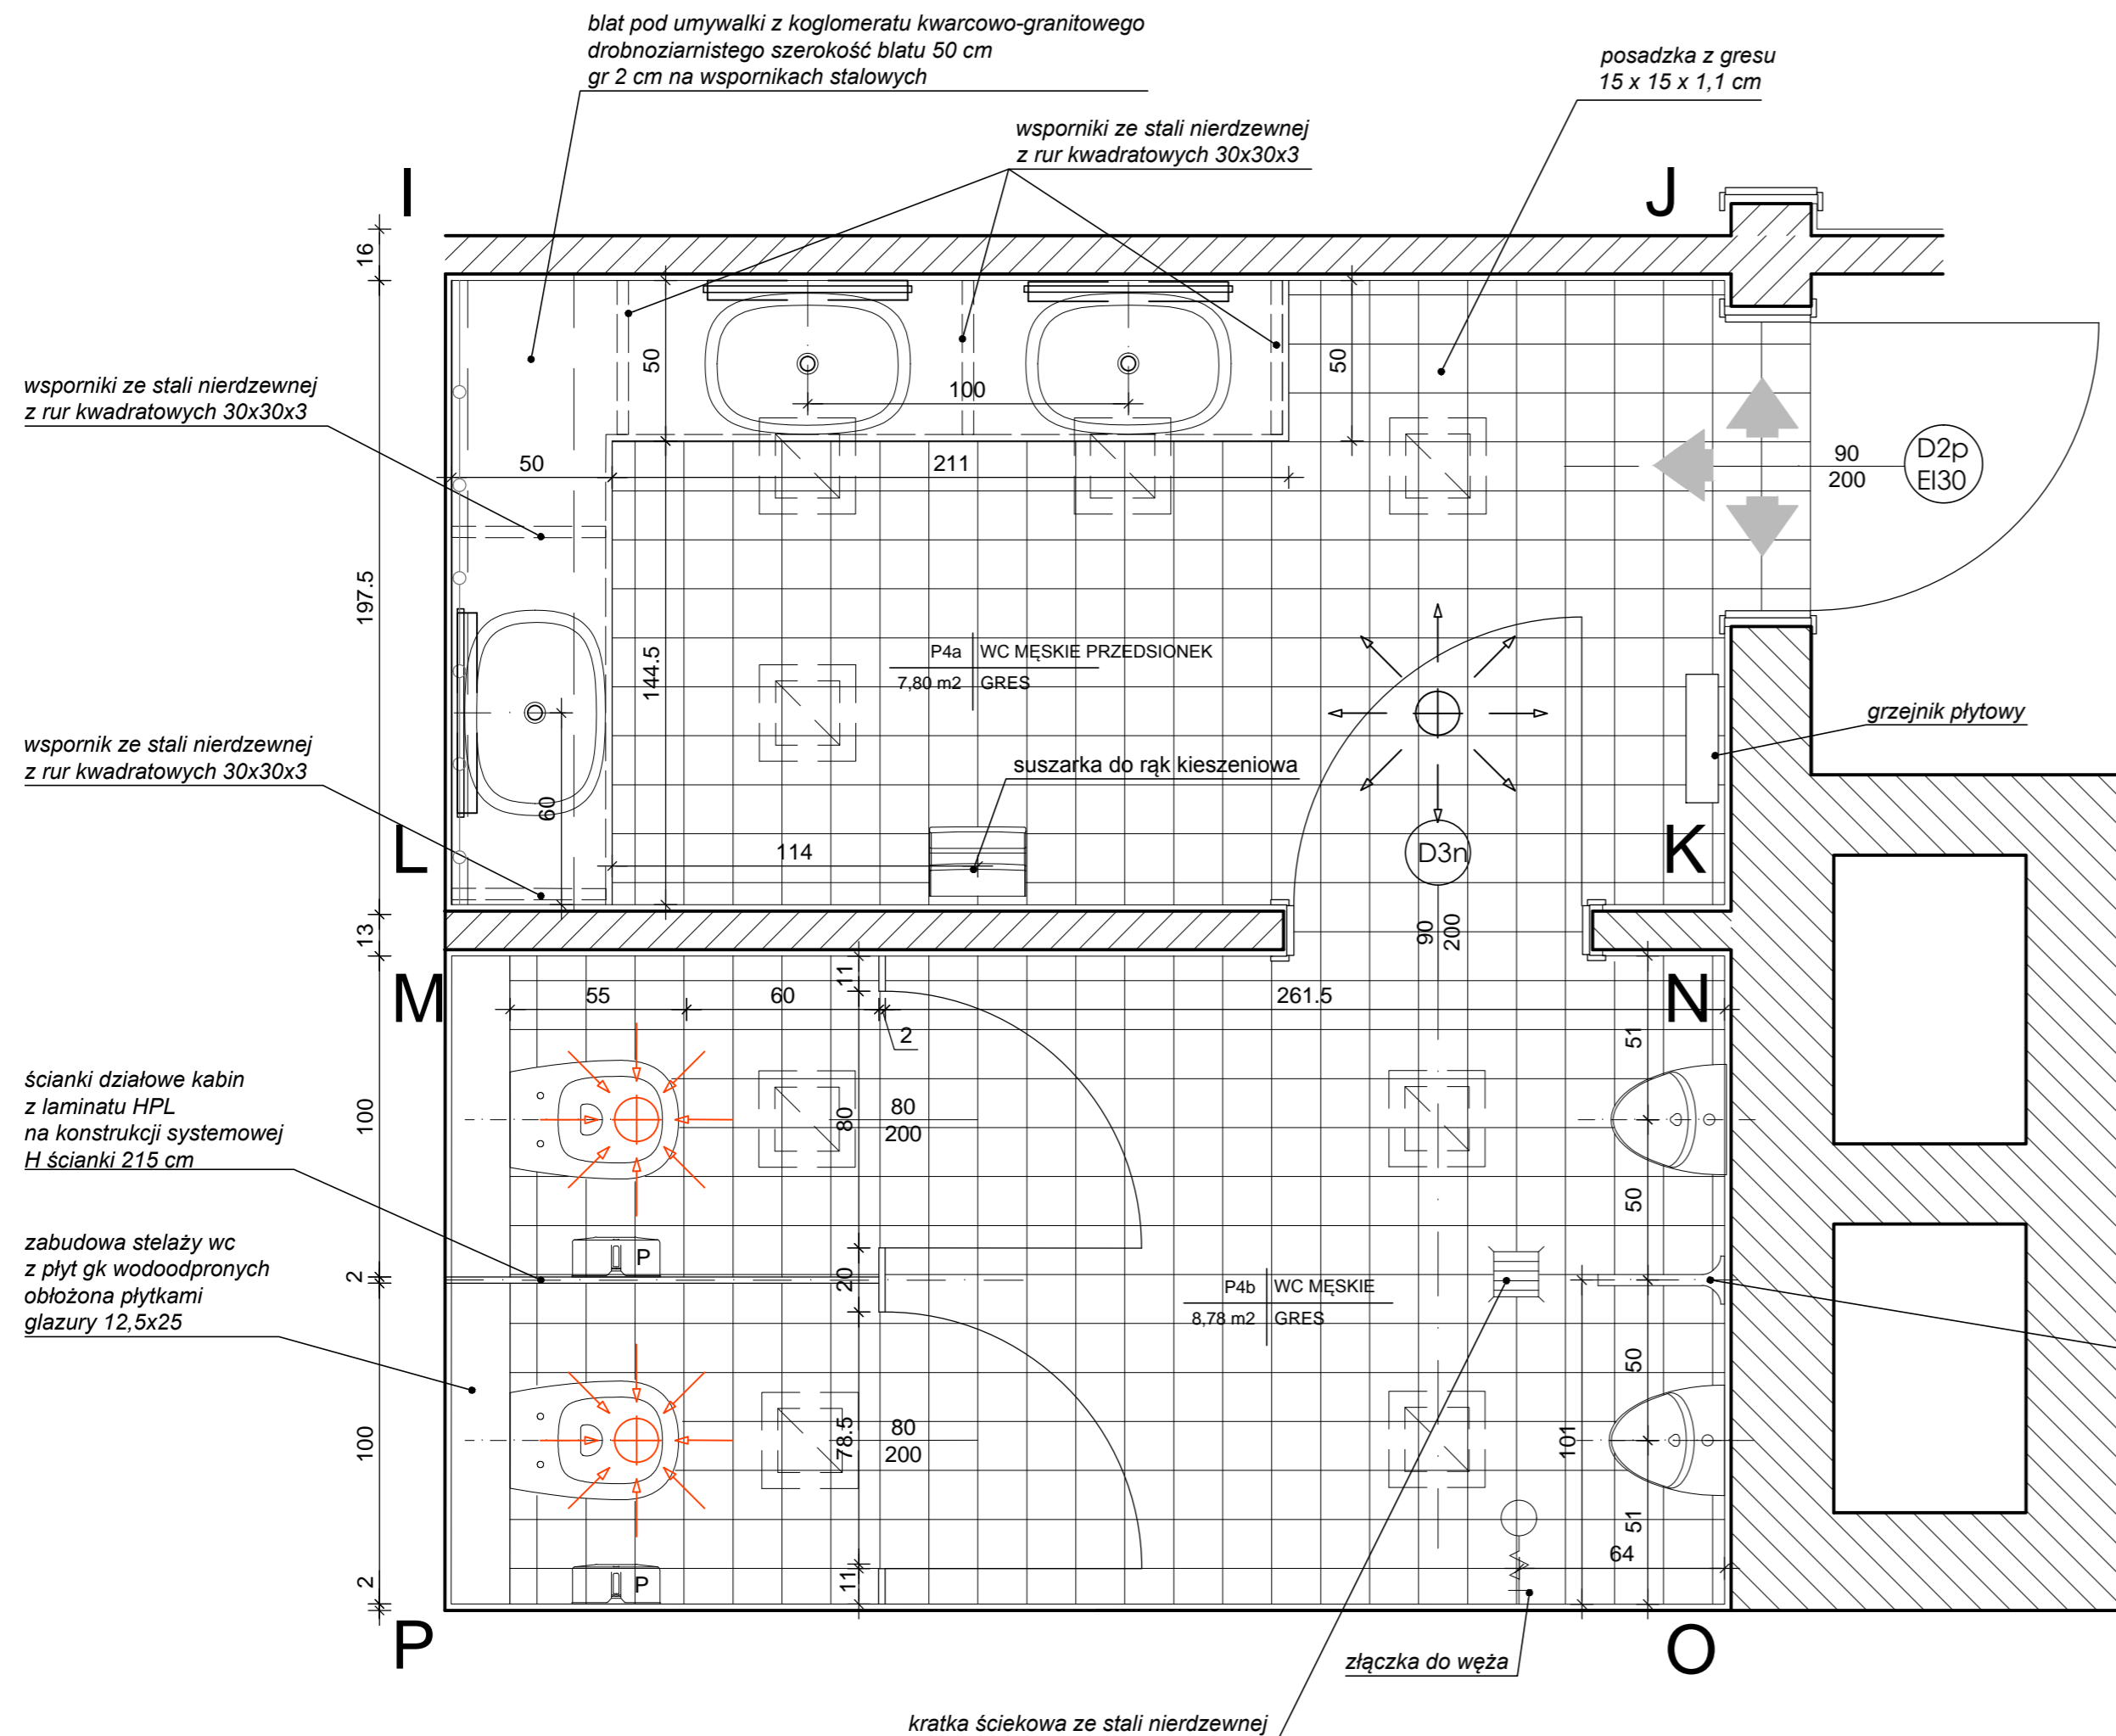 blat pod umywalki z koglomeratu kwarcowo-granitowego
drobnoziarnistego szerokość blatu 50 cm
gr 2 cm na wspornikach stalowych
posadzka z gresu
15 x 15 x 1,1 cm
wsporniki ze stali nierdzewnej
z rur kwadratowych 30x30x3
I
J
16
50
100
50
wsporniki ze stali nierdzewnej
z rur kwadratowych 30x30x3
50
211
90
200
D2p
EI30
197.5
144.5
P4a
WC MĘSKIE PRZEDSIONEK
7,80 m2
GRES
grzejnik płytowy
wspornik ze stali nierdzewnej
z rur kwadratowych 30x30x3
suszarka do rąk kieszeniowa
60
L
114
D3n
K
13
90
200
M
55
60
11
2
261.5
N
51
ścianki działowe kabin
z laminatu HPL
na konstrukcji systemowej
H ścianki 215 cm
100
80
80
200
50
zabudowa stelaży wc
z płyt gk wodoodpronych
obłożona płytkami
glazury 12,5x25
2
P
20
P4b
WC MĘSKIE
8,78 m2
GRES
50
100
78.5
80
200
101
51
64
2
P
11
P
O
złączka do węża
kratka ściekowa ze stali nierdzewnej